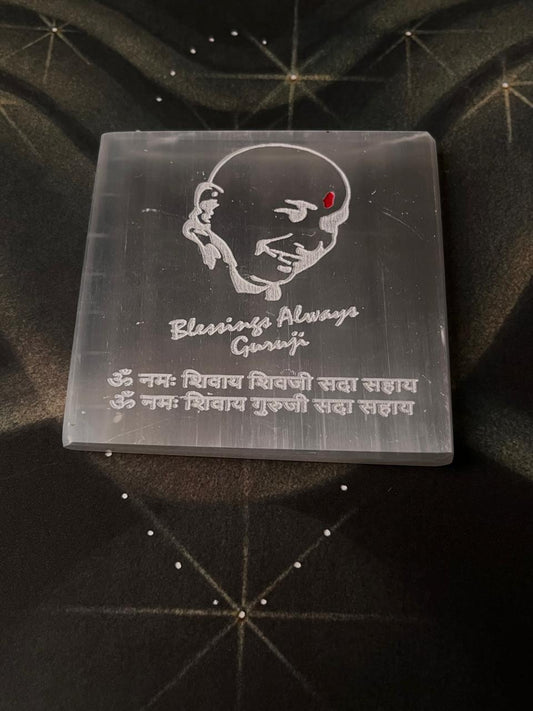 Blessings Always
Guruji
ॐ नमः शिवाय शिवजी सदा सहाय
ॐ नमः शिवाय गुरुजी सदा सहाय